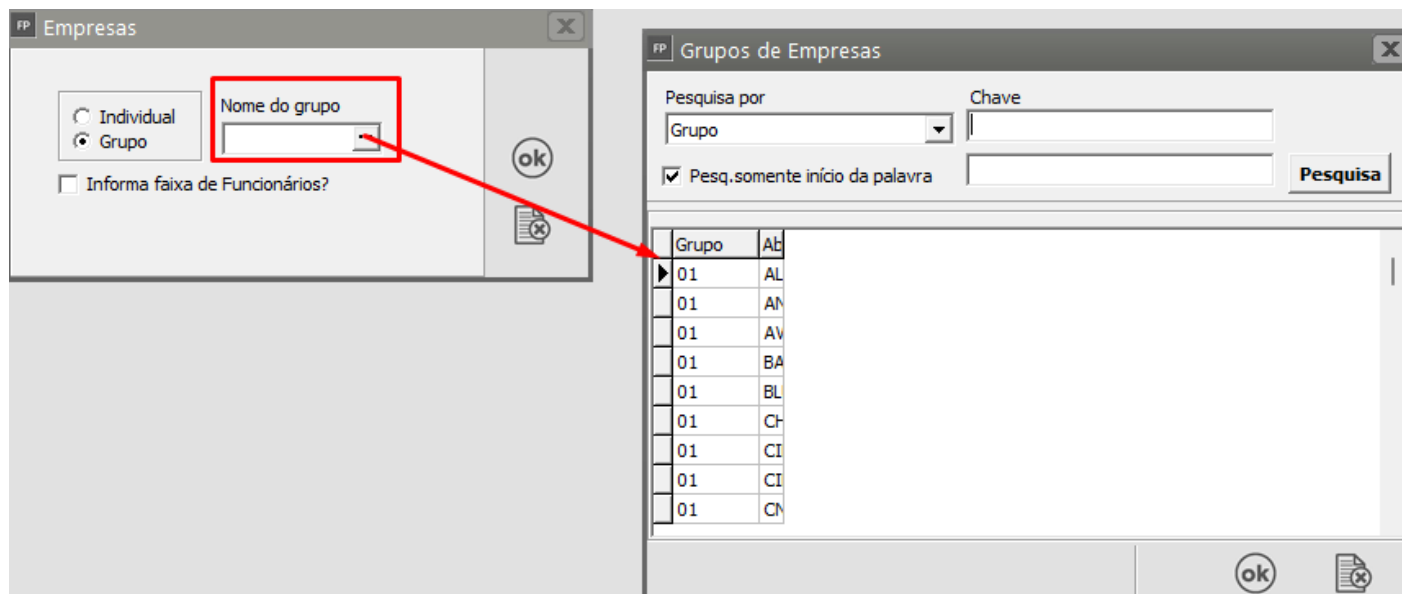 FP Empresas
Individual
Grupo
Nome do grupo
Informa faixa de Funcionários?
ok
FP Grupos de Empresas
Pesquisa por
Chave
Grupo
Pesq.somente início da palavra
Pesquisa
Grupo Ab
01 AL
01 AN
01 AV
01 BA
01 BL
01 CH
01 CI
01 CI
01 CN
ok